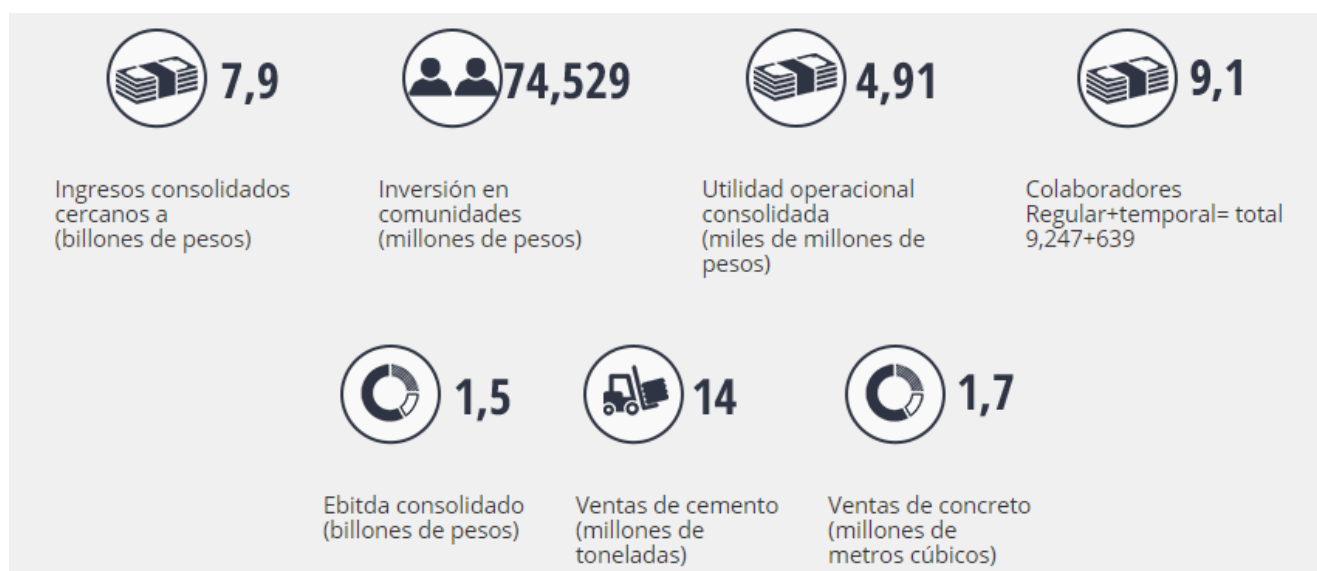 7,9
Ingresos consolidados
cercanos a
(billones de pesos)
74,529
Inversión en
comunidades
(millones de pesos)
4,91
Utilidad operacional
consolidada
(miles de millones de
pesos)
9,1
Colaboradores
Regular+temporal= total
9,247+639
1,5
Ebitda consolidado
(billones de pesos)
14
Ventas de cemento
(millones de
toneladas)
1,7
Ventas de concreto
(millones de
metros cúbicos)